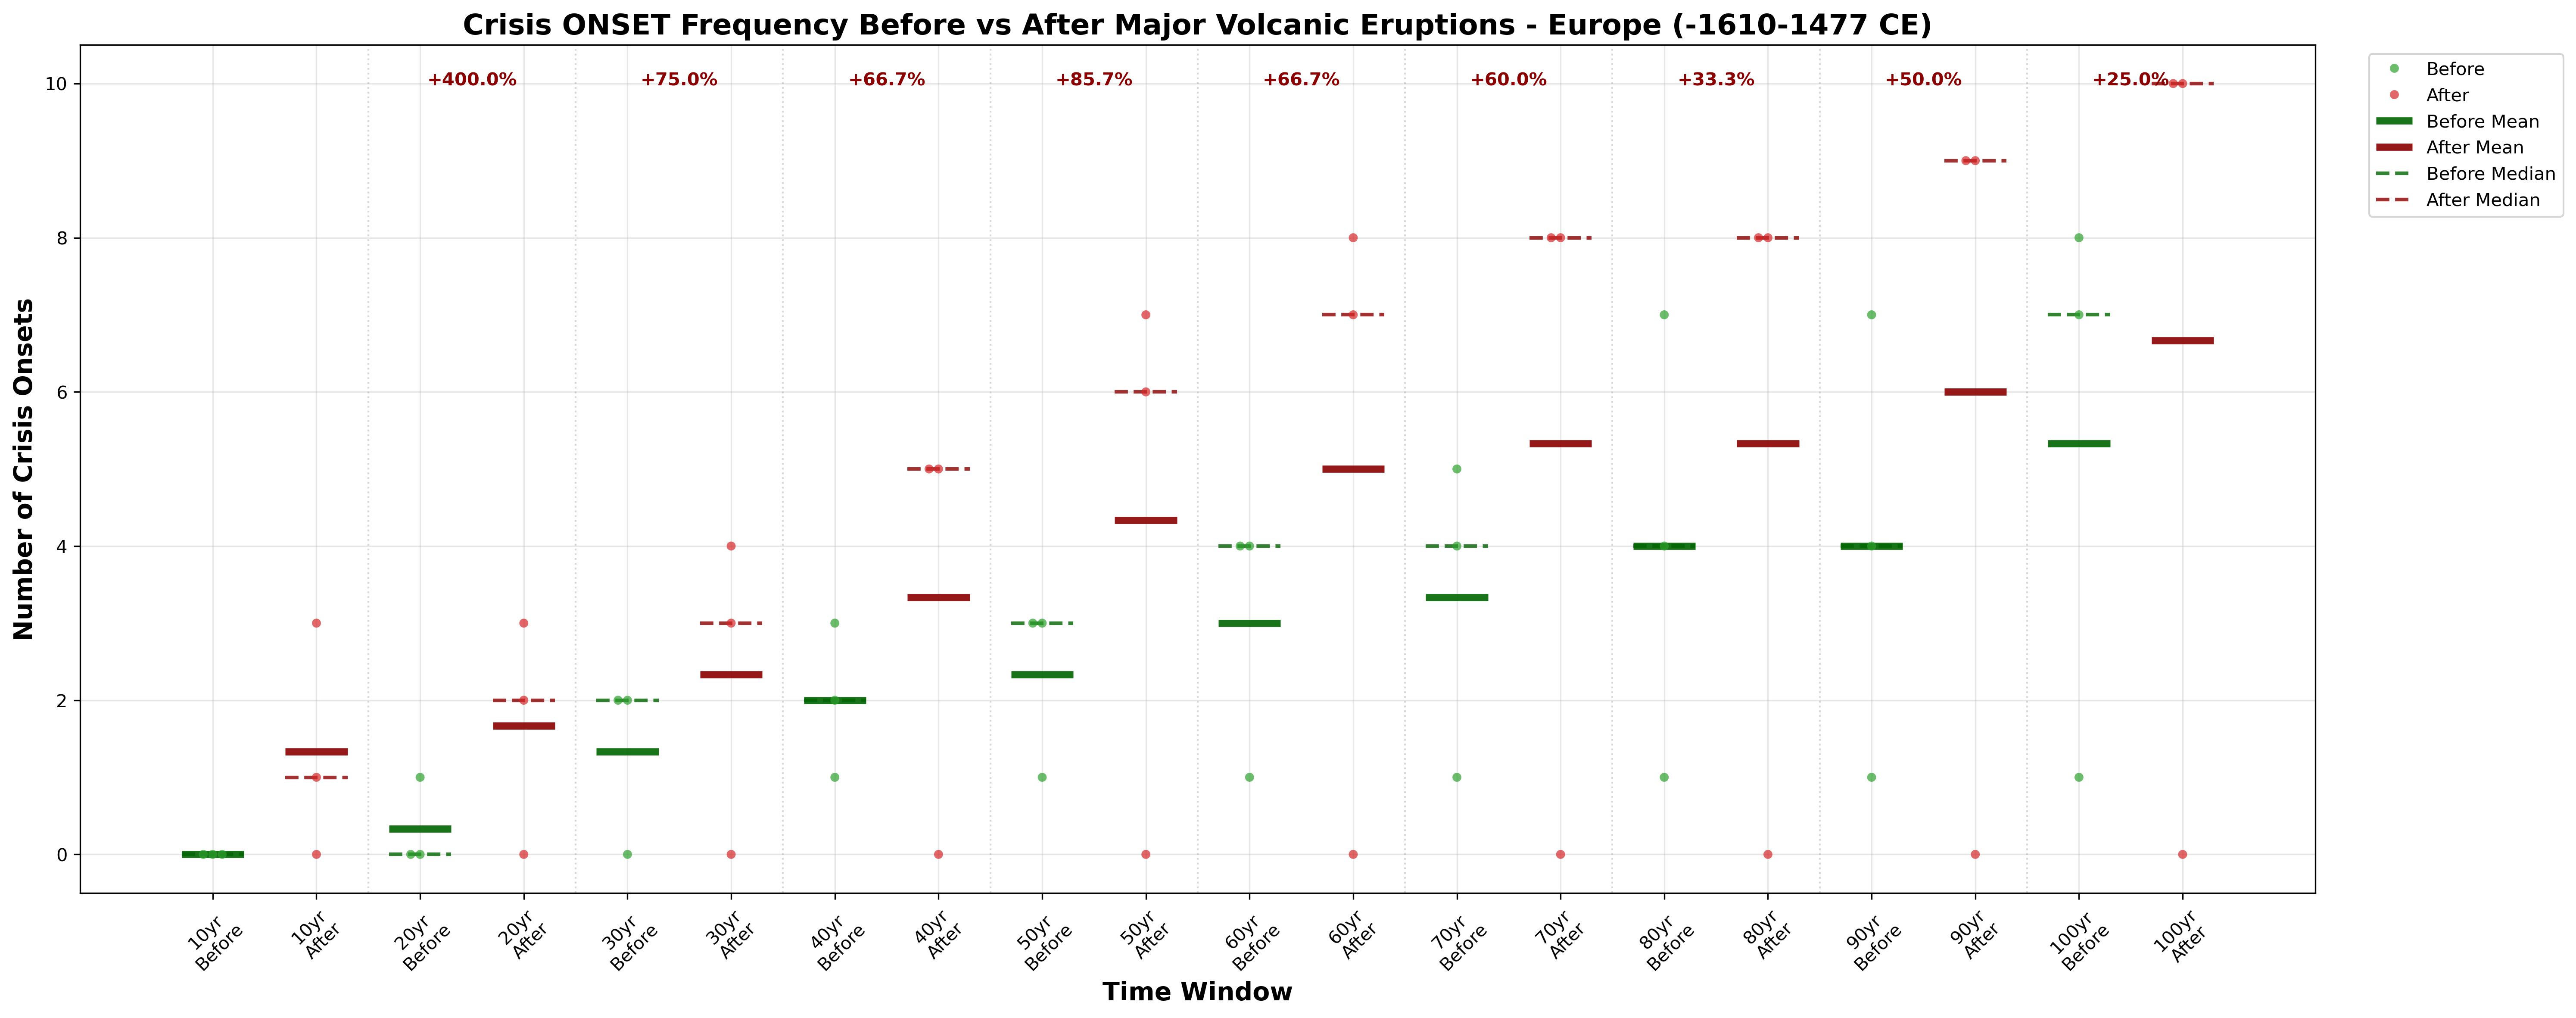 Crisis ONSET Frequency Before vs After Major Volcanic Eruptions - Europe (-1610-1477 CE)
+400.0%
+75.0%
+66.7%
+85.7%
+66.7%
+60.0%
+33.3%
+50.0%
+25.0%
Before
After
Before Mean
After Mean
Before Median
After Median
Number of Crisis Onsets
10
8
6
4
2
0
10yr
Before
10yr
After
20yr
Before
20yr
After
30yr
Before
30yr
After
40yr
Before
40yr
After
50yr
Before
50yr
After
60yr
Before
60yr
After
70yr
Before
70yr
After
80yr
Before
80yr
After
90yr
Before
90yr
After
100yr
Before
100yr
After
Time Window